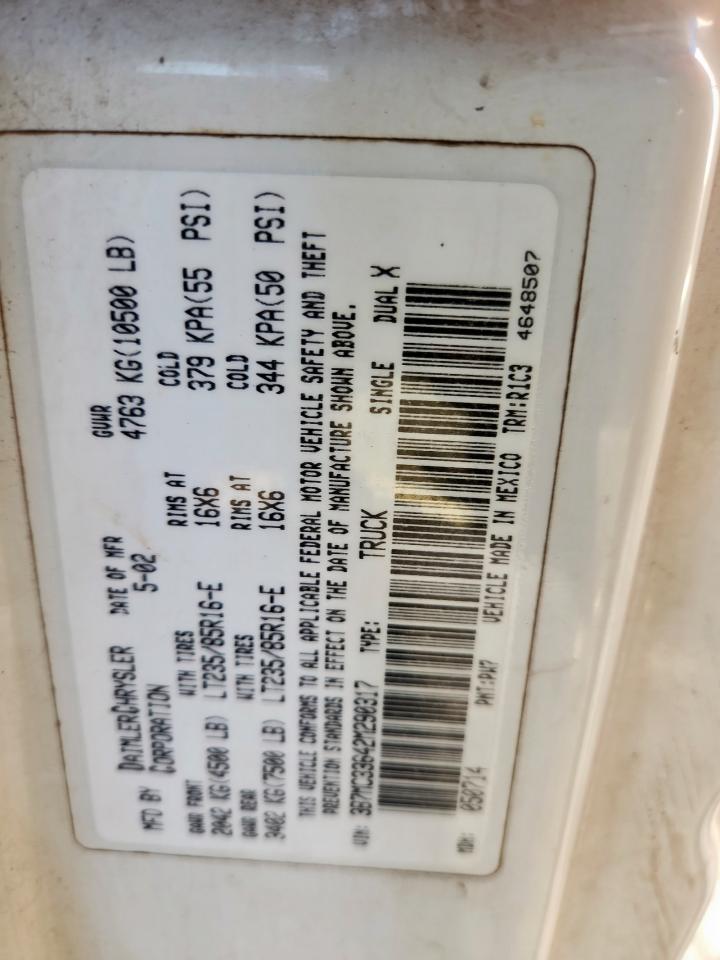 MFD BY DAIMLERCHRYSLER CORPORATION DATE OF MFR 5-02 GVWR 4763 KG(10500 LB)
GAWR FRONT WITH TIRES RIMS AT COLD
2042 KG(4500 LB) LT235/85R16-E 16X6 379 KPA(55 PSI)
GAWR REAR WITH TIRES RIMS AT COLD
3402 KG(7500 LB) LT235/85R16-E 16X6 344 KPA(50 PSI)
THIS VEHICLE CONFORMS TO ALL APPLICABLE FEDERAL MOTOR VEHICLE SAFETY AND THEFT
PREVENTION STANDARDS IN EFFECT ON THE DATE OF MANUFACTURE SHOWN ABOVE.
VIN: 3B7MC33642M290317 TYPE: TRUCK SINGLE DUAL X
MDH: 050714 PNT:PW7 VEHICLE MADE IN MEXICO TRM:R1C3 4648507